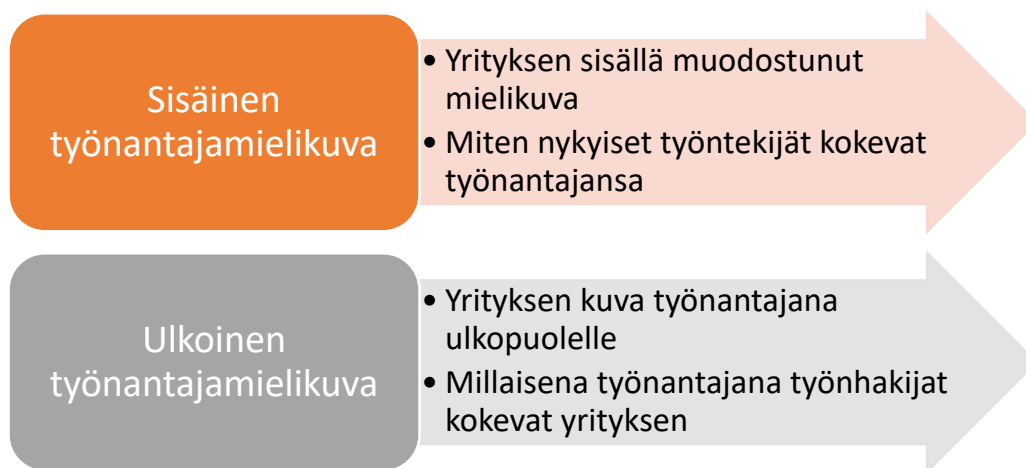 Sisäinen
työnantajamielikuva
• Yrityksen sisällä muodostunut
mielikuva
• Miten nykyiset työntekijät kokevat
työnantajansa
Ulkoinen
työnantajamielikuva
• Yrityksen kuva työnantajana
ulkopuolelle
• Millaisena työnantajana työnhakijat
kokevat yrityksen